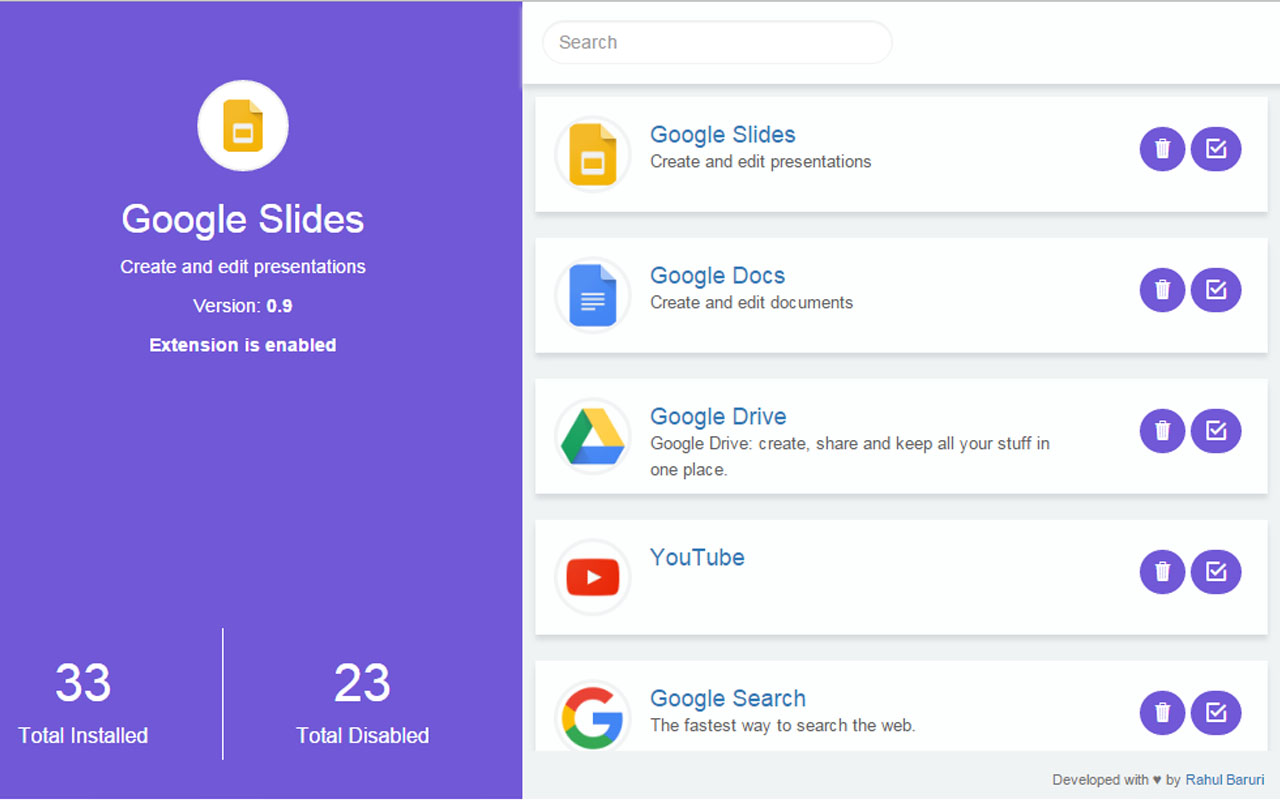 Google Slides
Create and edit presentations
Version: 0.9
Extension is enabled
33
Total Installed
23
Total Disabled
Search
Google Slides
Create and edit presentations
Google Docs
Create and edit documents
Google Drive
Google Drive: create, share and keep all your stuff in
one place.
YouTube
Google Search
The fastest way to search the web.
Developed with ♥ by Rahul Baruri